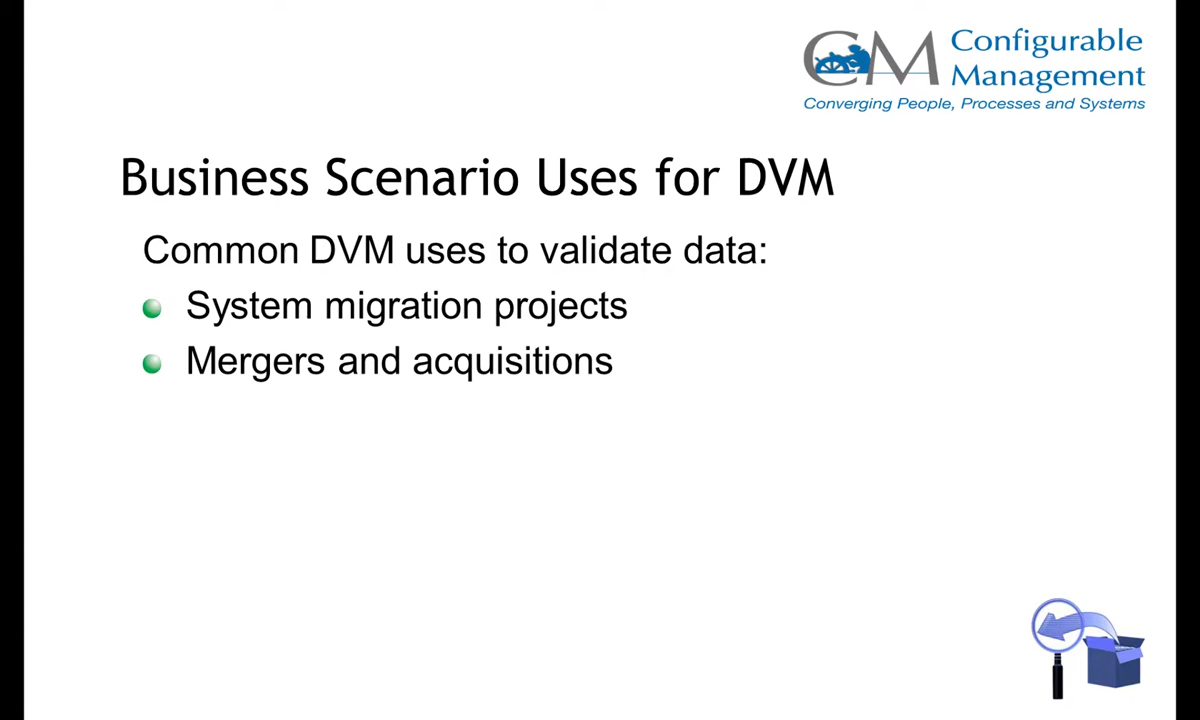 CM Configurable
Management
Converging People, Processes and Systems
Business Scenario Uses for DVM
Common DVM uses to validate data:
System migration projects
Mergers and acquisitions